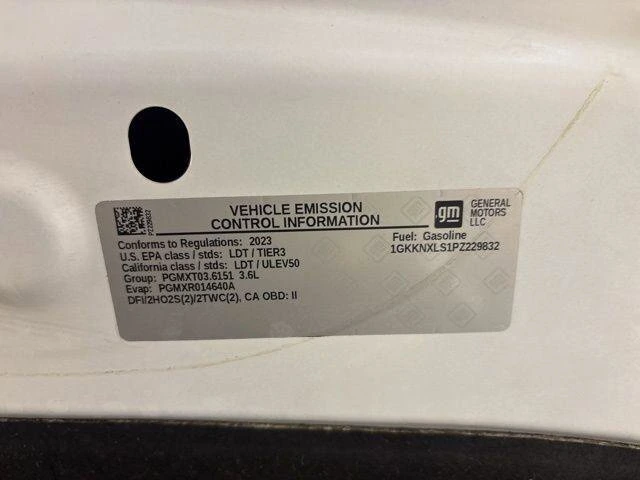 PZ229832
VEHICLE EMISSION
CONTROL INFORMATION
gm
GENERAL
MOTORS
LLC
Conforms to Regulations: 2023
U.S. EPA class / stds: LDT / TIER3
California class / stds: LDT / ULEV50
Group: PGMXT03.6151 3.6L
Evap: PGMXR014640A
DFI/2HO2S(2)/2TWC(2), CA OBD: II
Fuel: Gasoline
1GKKNXLS1PZ229832